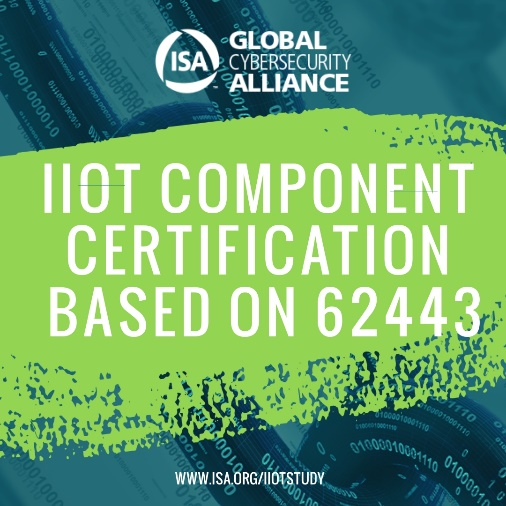 ISA
GLOBAL
CYBERSECURITY
ALLIANCE
IIOT COMPONENT
CERTIFICATION
BASED ON 62443
WWW.ISA.ORG/IIOTSTUDY